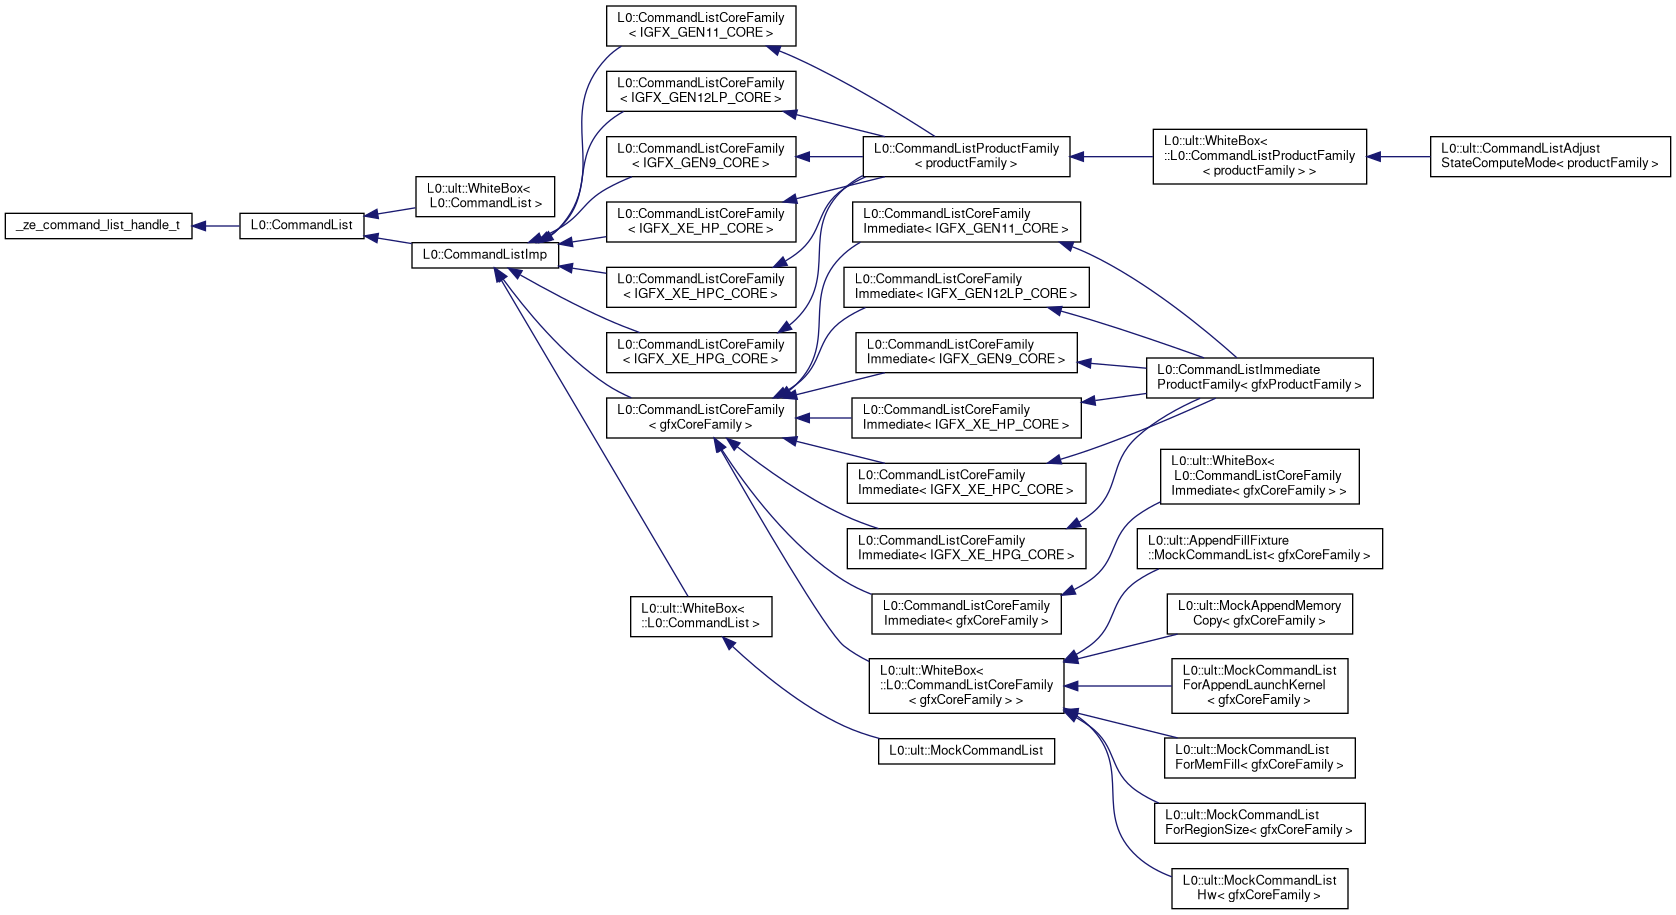 _ze_command_list_handle_t
L0::CommandList
L0::ult::WhiteBox<
L0::CommandList >
L0::CommandListImp
L0::CommandListCoreFamily
< IGFX_GEN11_CORE >
L0::CommandListCoreFamily
< IGFX_GEN12LP_CORE >
L0::CommandListCoreFamily
< IGFX_GEN9_CORE >
L0::CommandListCoreFamily
< IGFX_XE_HP_CORE >
L0::CommandListCoreFamily
< IGFX_XE_HPC_CORE >
L0::CommandListCoreFamily
< IGFX_XE_HPG_CORE >
L0::CommandListCoreFamily
< gfxCoreFamily >
L0::ult::WhiteBox<
::L0::CommandList >
L0::CommandListProductFamily
< productFamily >
L0::CommandListCoreFamily
Immediate< IGFX_GEN11_CORE >
L0::CommandListCoreFamily
Immediate< IGFX_GEN12LP_CORE >
L0::CommandListCoreFamily
Immediate< IGFX_GEN9_CORE >
L0::CommandListCoreFamily
Immediate< IGFX_XE_HP_CORE >
L0::CommandListCoreFamily
Immediate< IGFX_XE_HPC_CORE >
L0::CommandListCoreFamily
Immediate< IGFX_XE_HPG_CORE >
L0::CommandListCoreFamily
Immediate< gfxCoreFamily >
L0::ult::WhiteBox<
::L0::CommandListCoreFamily
< gfxCoreFamily > >
L0::ult::MockCommandList
L0::ult::WhiteBox<
::L0::CommandListProductFamily
< productFamily > >
L0::CommandListImmediate
ProductFamily< gfxProductFamily >
L0::ult::WhiteBox<
L0::CommandListCoreFamily
Immediate< gfxCoreFamily > >
L0::ult::AppendFillFixture
::MockCommandList< gfxCoreFamily >
L0::ult::MockAppendMemory
Copy< gfxCoreFamily >
L0::ult::MockCommandList
ForAppendLaunchKernel
< gfxCoreFamily >
L0::ult::MockCommandList
ForMemFill< gfxCoreFamily >
L0::ult::MockCommandList
ForRegionSize< gfxCoreFamily >
L0::ult::MockCommandList
Hw< gfxCoreFamily >
L0::ult::CommandListAdjust
StateComputeMode< productFamily >